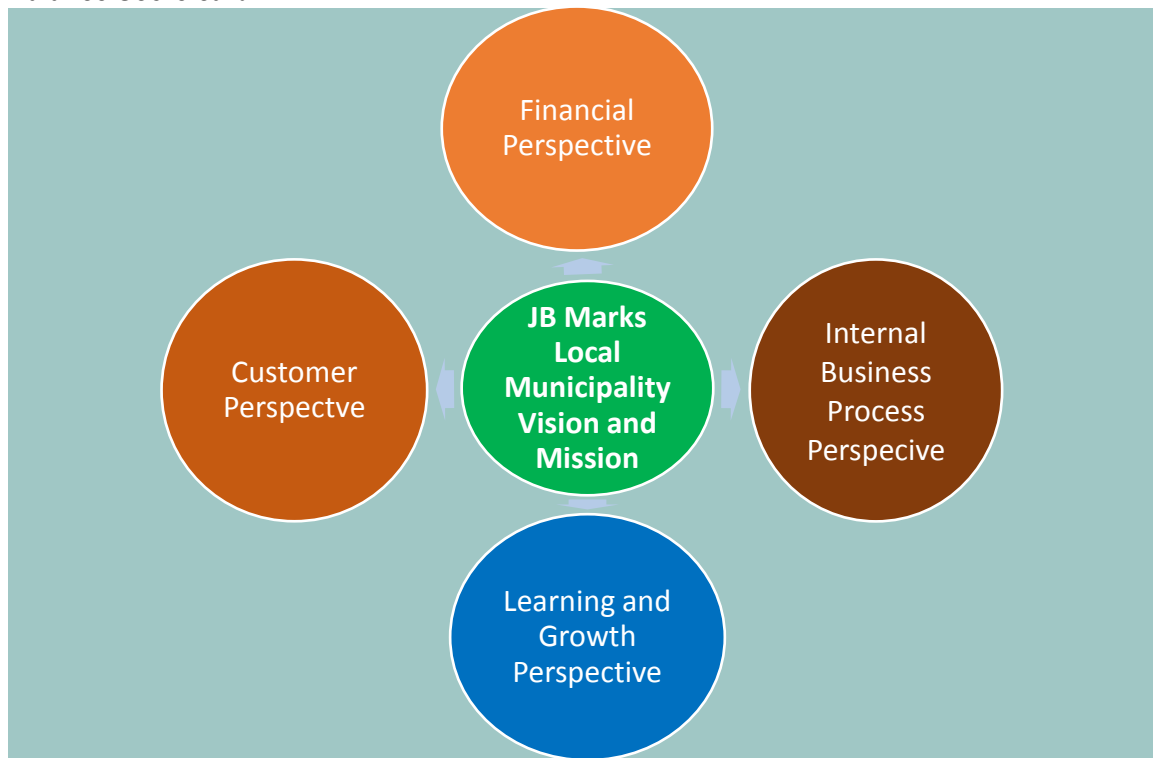 Financial
Perspective
Customer
Perspectve
JB Marks
Local
Municipality
Vision and
Mission
Internal
Business
Process
Perspecive
Learning and
Growth
Perspective